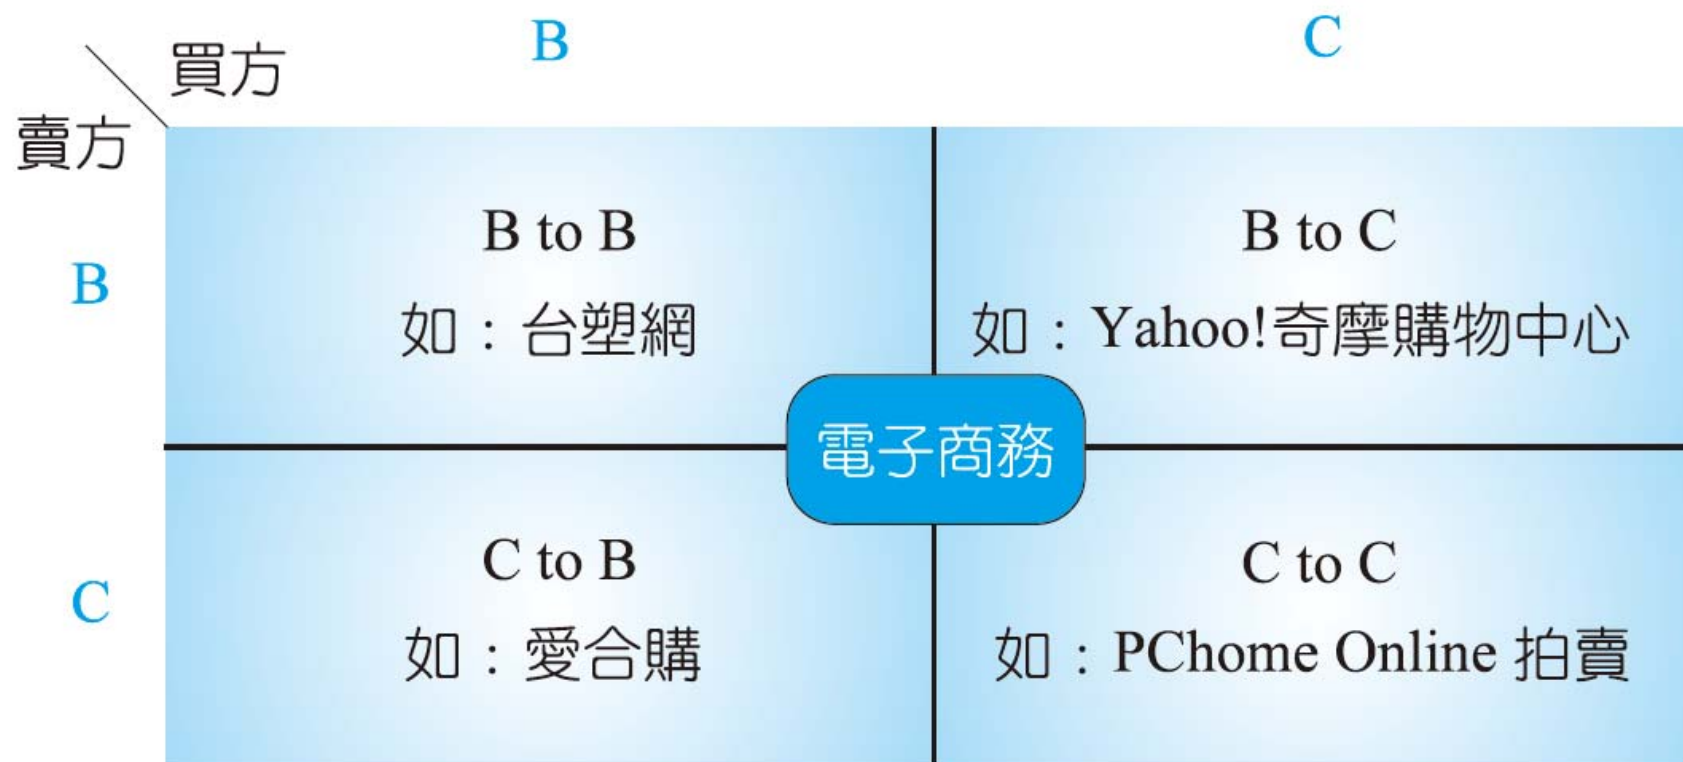 買方
B
C
賣方
B
B to B
如：台塑網
B to C
如：Yahoo!奇摩購物中心
電子商務
C
C to B
如：愛合購
C to C
如：PChome Online 拍賣